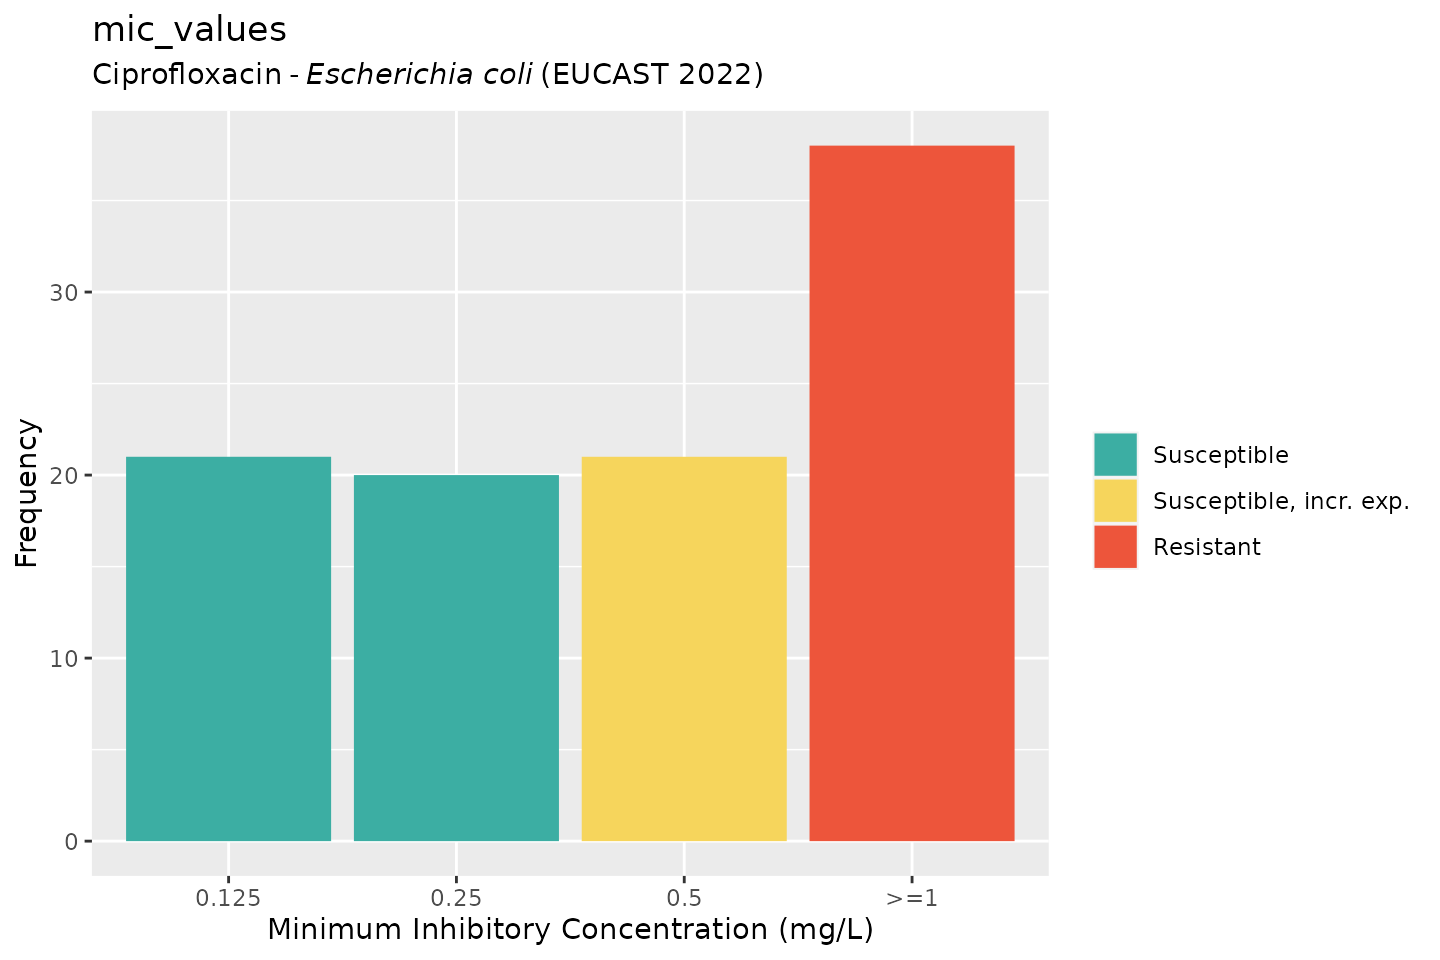 mic_values
Ciprofloxacin - Escherichia coli (EUCAST 2022)
Frequency
30
20
10
0
0.125 0.25 0.5 >=1
Minimum Inhibitory Concentration (mg/L)
Susceptible
Susceptible, incr. exp.
Resistant